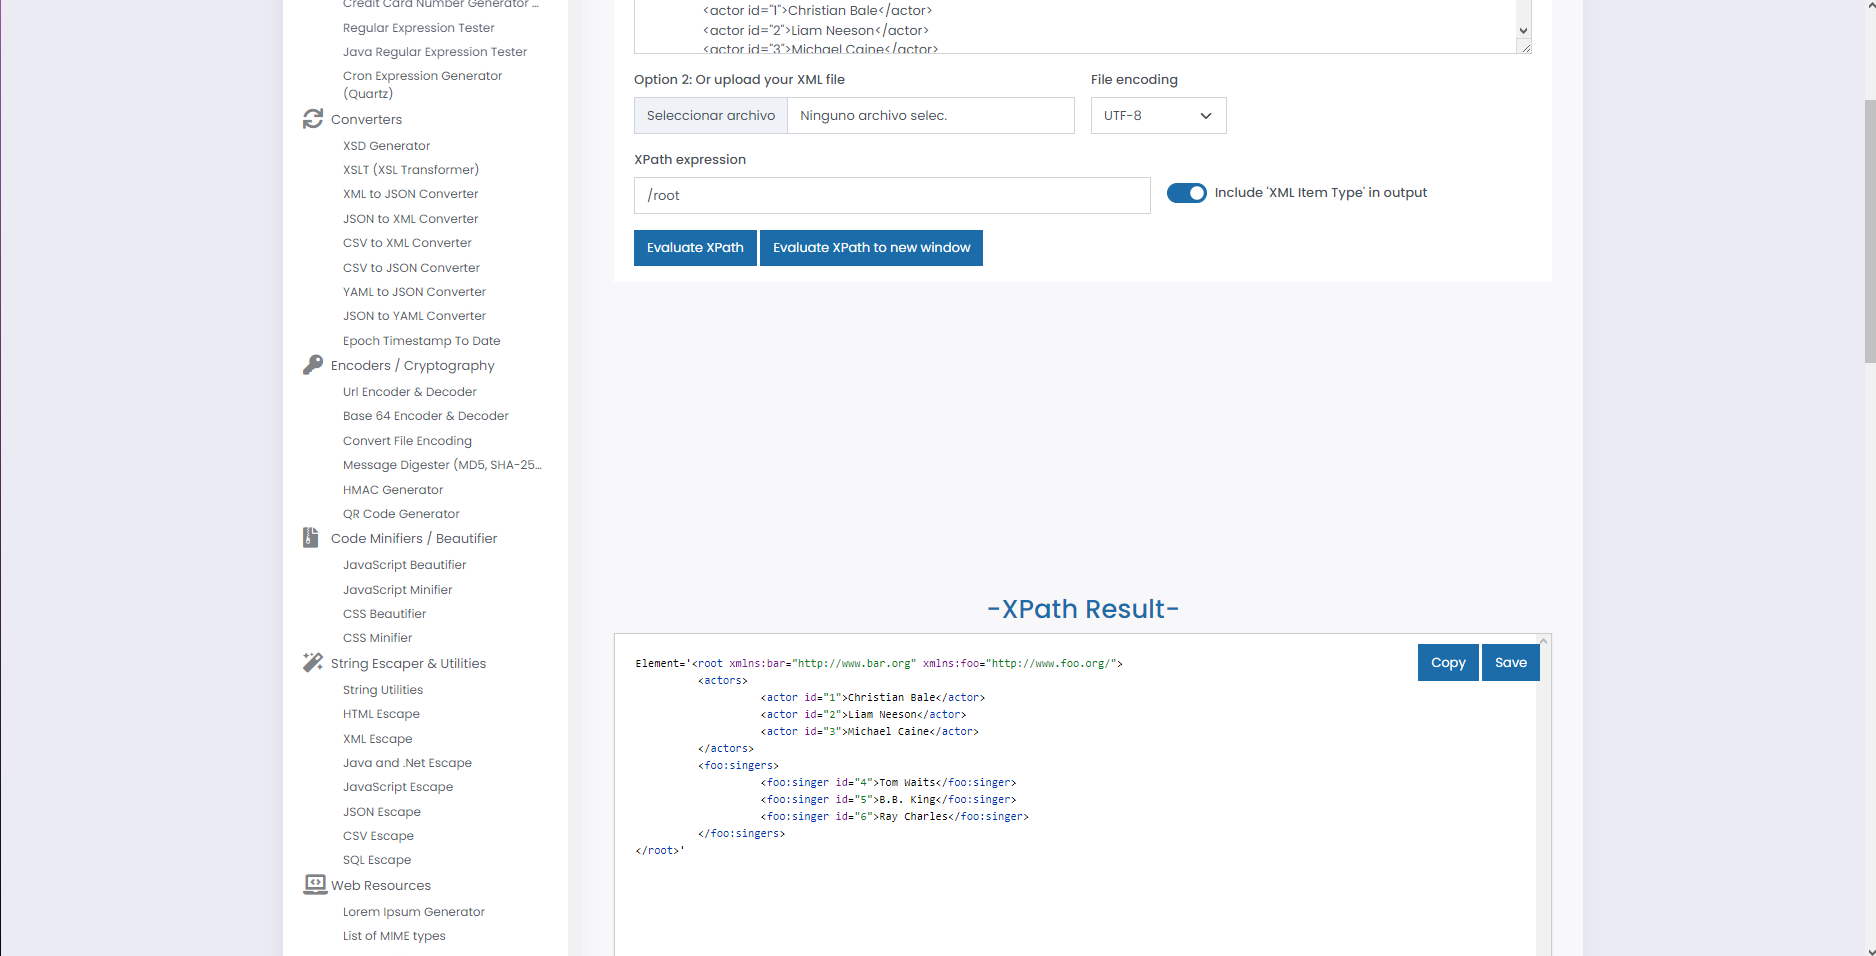 Credit Card Number Generator ...
Regular Expression Tester
Java Regular Expression Tester
Cron Expression Generator
(Quartz)
Converters
XSD Generator
XSLT (XSL Transformer)
XML to JSON Converter
JSON to XML Converter
CSV to XML Converter
CSV to JSON Converter
YAML to JSON Converter
JSON to YAML Converter
Epoch Timestamp To Date
Encoders / Cryptography
Url Encoder & Decoder
Base 64 Encoder & Decoder
Convert File Encoding
Message Digester (MD5, SHA-25...
HMAC Generator
QR Code Generator
Code Minifiers / Beautifier
JavaScript Beautifier
JavaScript Minifier
CSS Beautifier
CSS Minifier
String Escaper & Utilities
String Utilities
HTML Escape
XML Escape
Java and .Net Escape
JavaScript Escape
JSON Escape
CSV Escape
SQL Escape
Web Resources
Lorem Ipsum Generator
List of MIME types
<actor id="1">Christian Bale</actor>
<actor id="2">Liam Neeson</actor>
<actor id="3">Michael Caine</actor>
Option 2: Or upload your XML file
File encoding
Seleccionar archivo
Ninguno archivo selec.
UTF-8
XPath expression
/root
Include 'XML Item Type' in output
Evaluate XPath
Evaluate XPath to new window
-XPath Result-
Copy
Save
Element='<root xmlns:bar="http://www.bar.org" xmlns:foo="http://www.foo.org/">
<actors>
<actor id="1">Christian Bale</actor>
<actor id="2">Liam Neeson</actor>
<actor id="3">Michael Caine</actor>
</actors>
<foo:singers>
<foo:singer id="4">Tom Waits</foo:singer>
<foo:singer id="5">B.B. King</foo:singer>
<foo:singer id="6">Ray Charles</foo:singer>
</foo:singers>
</root>'